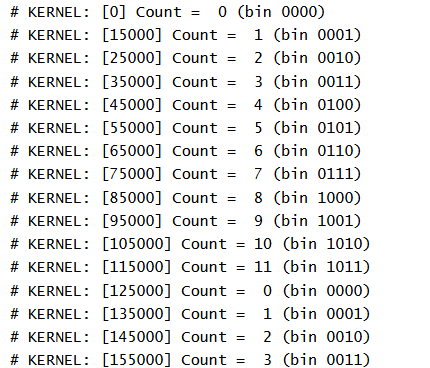 # KERNEL: [0] Count =  0 (bin 0000)
# KERNEL: [15000] Count =  1 (bin 0001)
# KERNEL: [25000] Count =  2 (bin 0010)
# KERNEL: [35000] Count =  3 (bin 0011)
# KERNEL: [45000] Count =  4 (bin 0100)
# KERNEL: [55000] Count =  5 (bin 0101)
# KERNEL: [65000] Count =  6 (bin 0110)
# KERNEL: [75000] Count =  7 (bin 0111)
# KERNEL: [85000] Count =  8 (bin 1000)
# KERNEL: [95000] Count =  9 (bin 1001)
# KERNEL: [105000] Count = 10 (bin 1010)
# KERNEL: [115000] Count = 11 (bin 1011)
# KERNEL: [125000] Count =  0 (bin 0000)
# KERNEL: [135000] Count =  1 (bin 0001)
# KERNEL: [145000] Count =  2 (bin 0010)
# KERNEL: [155000] Count =  3 (bin 0011)